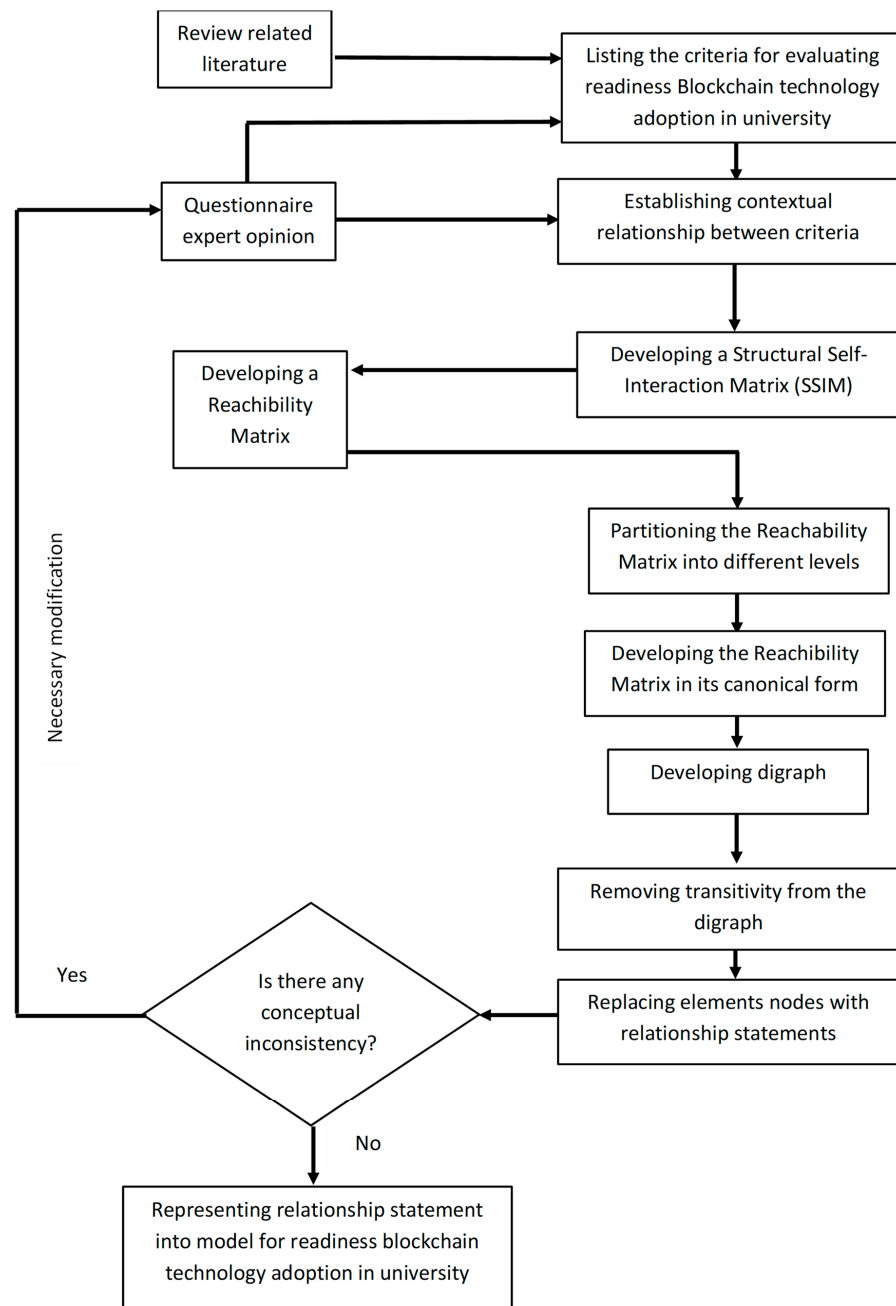 Review related
literature
Listing the criteria for evaluating
readiness Blockchain technology
adoption in university
Questionnaire
expert opinion
Establishing contextual
relationship between criteria
Developing a
Reachibility
Matrix
Developing a Structural Self-
Interaction Matrix (SSIM)
Partitioning the Reachability
Matrix into different levels
Necessary modification
Developing the Reachibility
Matrix in its canonical form
Developing digraph
Removing transitivity from the
digraph
Yes
Is there any
conceptual
inconsistency?
Replacing elements nodes with
relationship statements
No
Representing relationship statement
into model for readiness blockchain
technology adoption in university